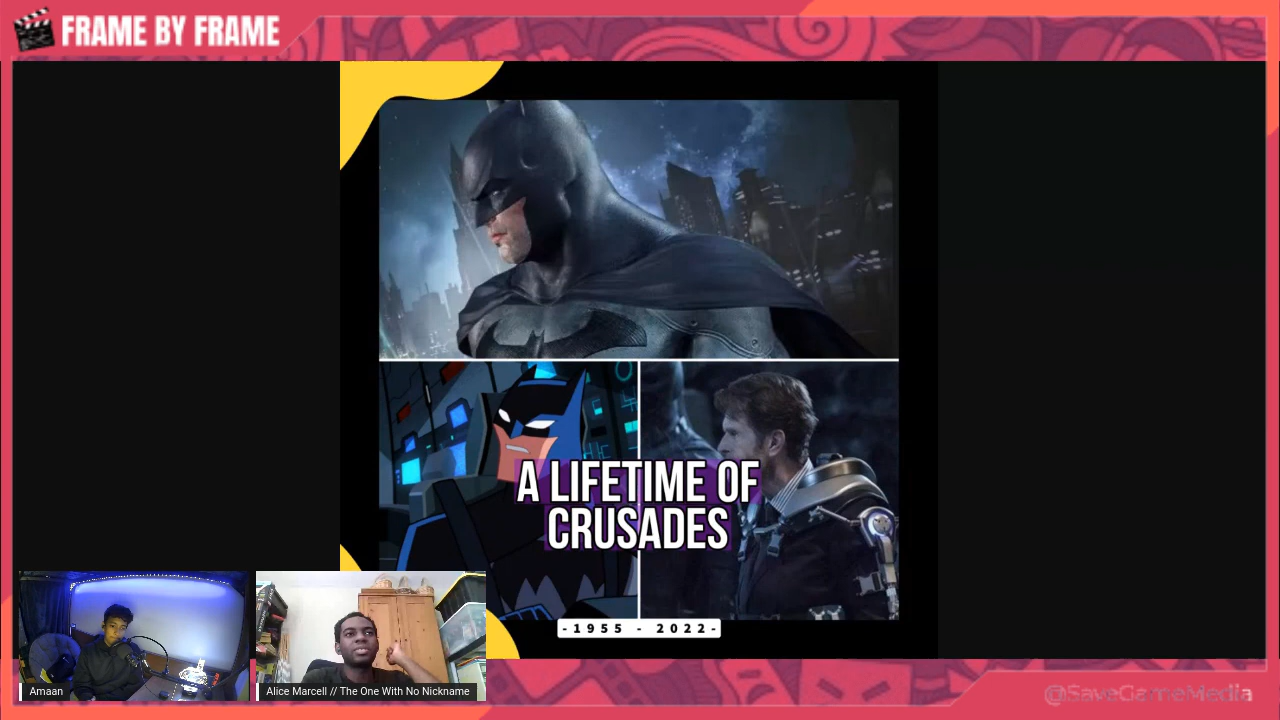 FRAME BY FRAME
A LIFETIME OF
CRUSADES
-1955 - 2022-
Amaan
Alice Marcell // The One With No Nickname
@SaveGameMedia